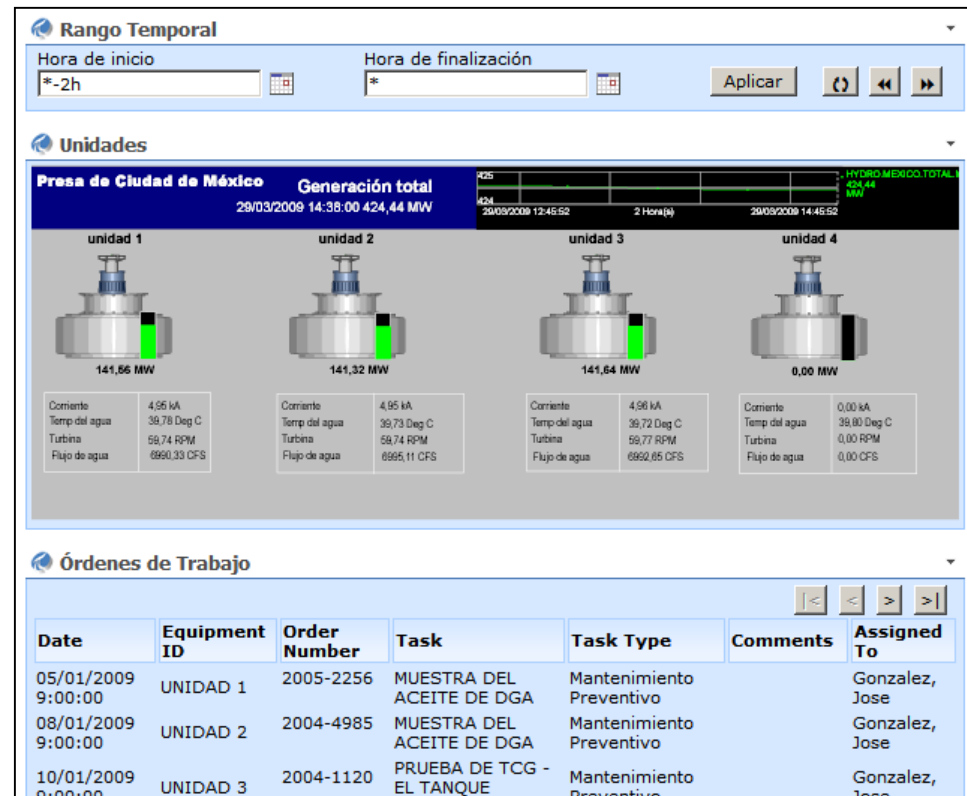 Rango Temporal
Hora de inicio Hora de finalización
*-2h * Aplicar
Unidades
Presa de Ciudad de México Generación total
29/03/2009 14:38:00 424,44 MW
425
424
29/03/2009 12:45:52 2 Hora(s) 29/03/2009 14:45:52
HYDRO.MEXICO.TOTAL.
424,44
MW
unidad 1 unidad 2 unidad 3 unidad 4
141,56 MW 141,32 MW 141,64 MW 0,00 MW
Corriente 4,95 kA Corriente 4,95 kA Corriente 4,96 kA Corriente 0,00 kA
Temp del agua 39,78 Deg C Temp del agua 39,73 Deg C Temp del agua 39,72 Deg C Temp del agua 39,80 Deg C
Turbina 59,74 RPM Turbina 59,74 RPM Turbina 59,77 RPM Turbina 0,00 RPM
Flujo de agua 6990,33 CFS Flujo de agua 6995,11 CFS Flujo de agua 6992,65 CFS Flujo de agua 0,00 CFS
Órdenes de Trabajo
|< < > >|
Date Equipment ID Order Number Task Task Type Comments Assigned To
05/01/2009 9:00:00 UNIDAD 1 2005-2256 MUESTRA DEL ACEITE DE DGA Mantenimiento Preventivo Gonzalez, Jose
08/01/2009 9:00:00 UNIDAD 2 2004-4985 MUESTRA DEL ACEITE DE DGA Mantenimiento Preventivo Gonzalez, Jose
10/01/2009 9:00:00 UNIDAD 3 2004-1120 PRUEBA DE TCG - EL TANQUE Mantenimiento Preventivo Gonzalez, Jose